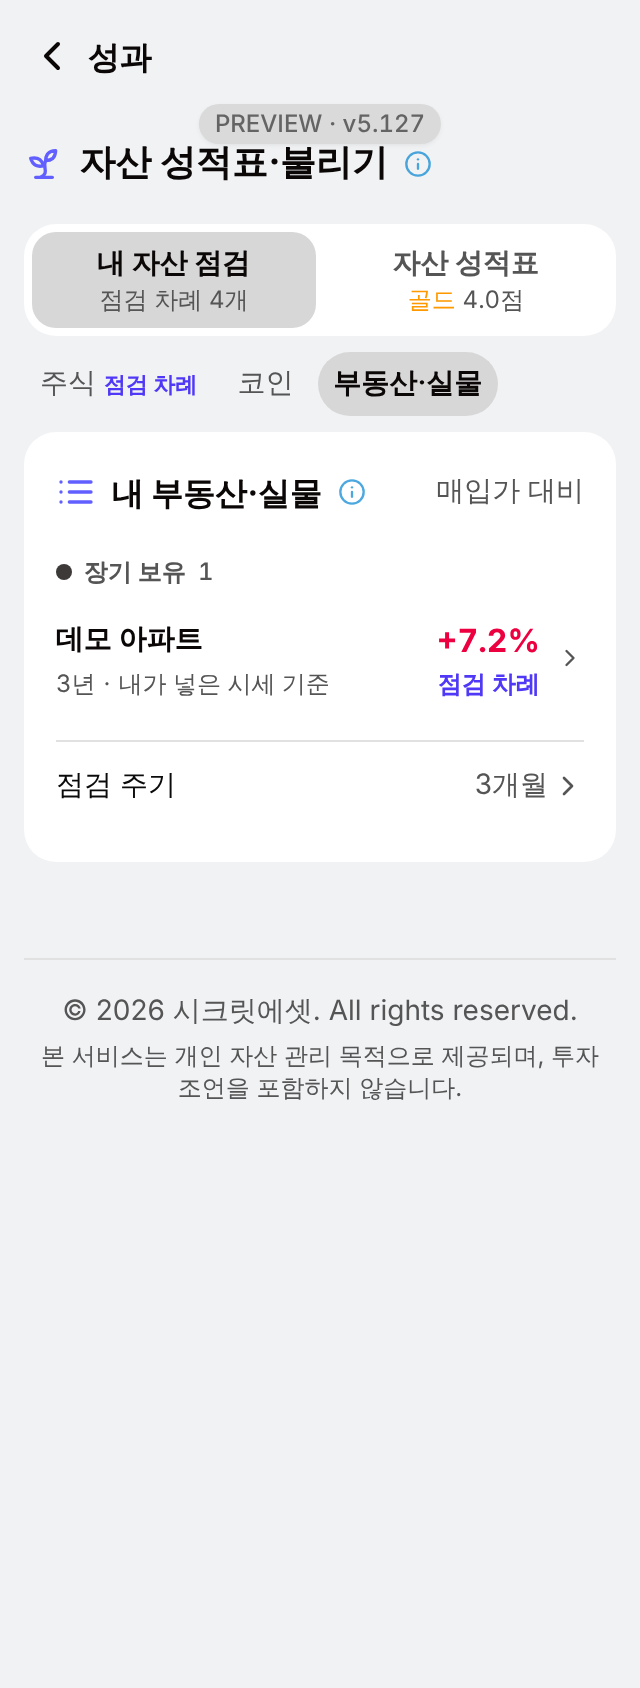 성과
PREVIEW · v5.127
자산 성적표·불리기
내 자산 점검
점검 차례 4개
자산 성적표
골드 4.0점
주식 점검 차례 코인 부동산·실물
내 부동산·실물 매입가 대비
장기 보유 1
데모 아파트 +7.2%
3년 · 내가 넣은 시세 기준 점검 차례
점검 주기 3개월
© 2026 시크릿에셋. All rights reserved.
본 서비스는 개인 자산 관리 목적으로 제공되며, 투자
조언을 포함하지 않습니다.